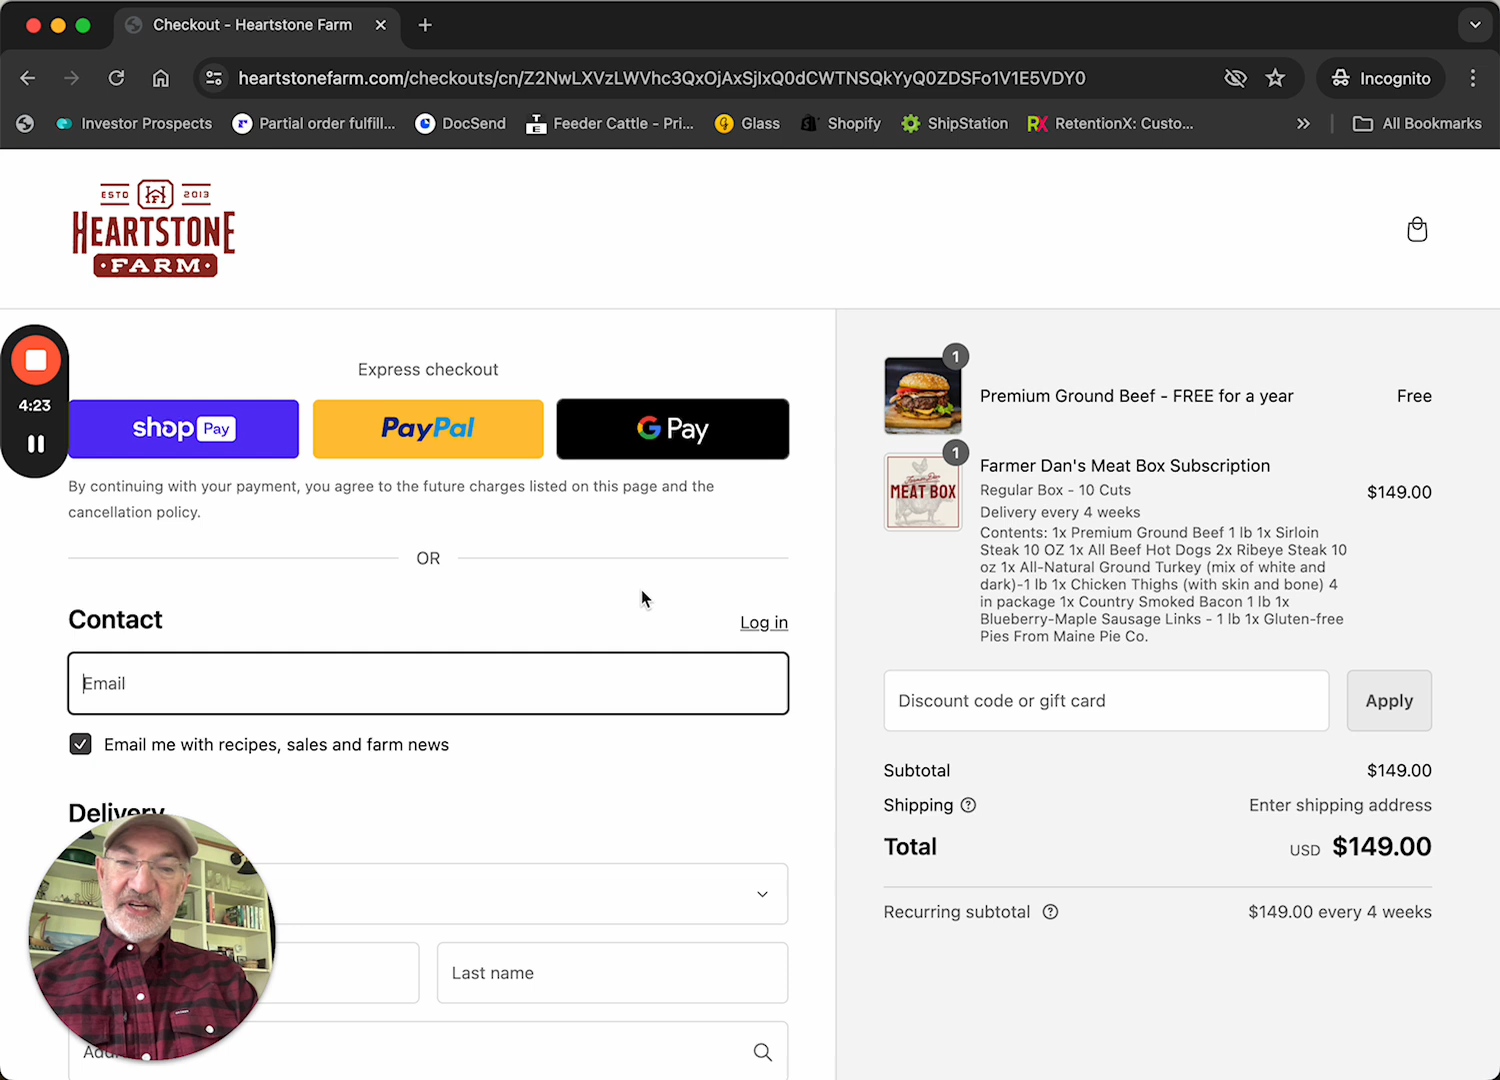 Checkout - Heartstone Farm
heartstonefarm.com/checkouts/cn/Z2NwLXVzLWVhc3QxOjAxSjIxQ0dCWTNSQkYyQ0ZDSFo1V1E5VDY0
Incognito
Investor Prospects
Partial order fulfill...
DocSend
Feeder Cattle - Pri...
Glass
Shopify
ShipStation
RetentionX: Custo...
All Bookmarks
ESTD HF 2013
HEARTSTONE
·FARM·
4:23
Express checkout
shop Pay
PayPal
G Pay
By continuing with your payment, you agree to the future charges listed on this page and the
cancellation policy.
OR
Contact
Log in
Email
Email me with recipes, sales and farm news
Delivery
Last name
1
Premium Ground Beef - FREE for a year
Free
1
MEAT BOX
Farmer Dan's Meat Box Subscription
Regular Box - 10 Cuts
$149.00
Delivery every 4 weeks
Contents: 1x Premium Ground Beef 1 lb 1x Sirloin
Steak 10 OZ 1x All Beef Hot Dogs 2x Ribeye Steak 10
oz 1x All-Natural Ground Turkey (mix of white and
dark)-1 lb 1x Chicken Thighs (with skin and bone) 4
in package 1x Country Smoked Bacon 1 lb 1x
Blueberry-Maple Sausage Links - 1 lb 1x Gluten-free
Pies From Maine Pie Co.
Discount code or gift card
Apply
Subtotal
$149.00
Shipping
Enter shipping address
Total
USD $149.00
Recurring subtotal
$149.00 every 4 weeks